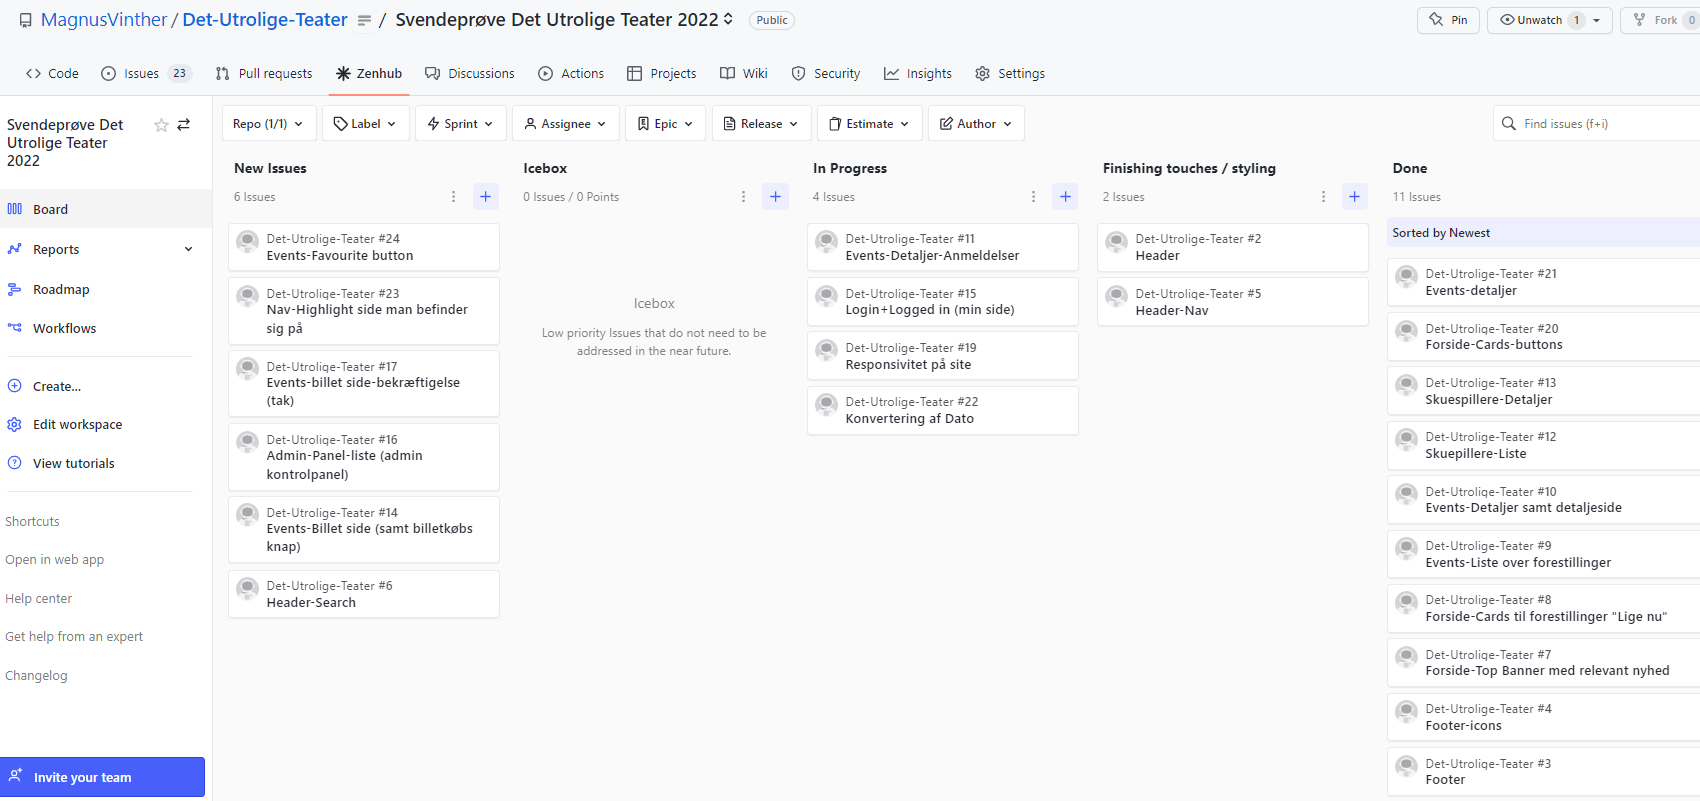 MagnusVinther / Det-Utrolige-Teater / Svendeprøve Det Utrolige Teater 2022 Public
Pin Unwatch 1 Fork 0
Code Issues 23 Pull requests Zenhub Discussions Actions Projects Wiki Security Insights Settings
Svendeprøve Det
Utrolige Teater
2022
Board
Reports
Roadmap
Workflows
Create...
Edit workspace
View tutorials
Shortcuts
Open in web app
Help center
Get help from an expert
Changelog
Invite your team
Repo (1/1) Label Sprint Assignee Epic Release Estimate Author
Find issues (f+i)
New Issues
6 Issues
Det-Utrolige-Teater #24
Events-Favourite button
Det-Utrolige-Teater #23
Nav-Highlight side man befinder
sig på
Det-Utrolige-Teater #17
Events-billet side-bekræftigelse
(tak)
Det-Utrolige-Teater #16
Admin-Panel-liste (admin
kontrolpanel)
Det-Utrolige-Teater #14
Events-Billet side (samt billetkøbs
knap)
Det-Utrolige-Teater #6
Header-Search
Icebox
0 Issues / 0 Points
Icebox
Low priority Issues that do not need to be
addressed in the near future.
In Progress
4 Issues
Det-Utrolige-Teater #11
Events-Detaljer-Anmeldelser
Det-Utrolige-Teater #15
Login+Logged in (min side)
Det-Utrolige-Teater #19
Responsivitet på site
Det-Utrolige-Teater #22
Konvertering af Dato
Finishing touches / styling
2 Issues
Det-Utrolige-Teater #2
Header
Det-Utrolige-Teater #5
Header-Nav
Done
11 Issues
Sorted by Newest
Det-Utrolige-Teater #21
Events-detaljer
Det-Utrolige-Teater #20
Forside-Cards-buttons
Det-Utrolige-Teater #13
Skuespillere-Detaljer
Det-Utrolige-Teater #12
Skuepillere-Liste
Det-Utrolige-Teater #10
Events-Detaljer samt detaljeside
Det-Utrolige-Teater #9
Events-Liste over forestillinger
Det-Utrolige-Teater #8
Forside-Cards til forestillinger "Lige nu"
Det-Utrolige-Teater #7
Forside-Top Banner med relevant nyhed
Det-Utrolige-Teater #4
Footer-icons
Det-Utrolige-Teater #3
Footer